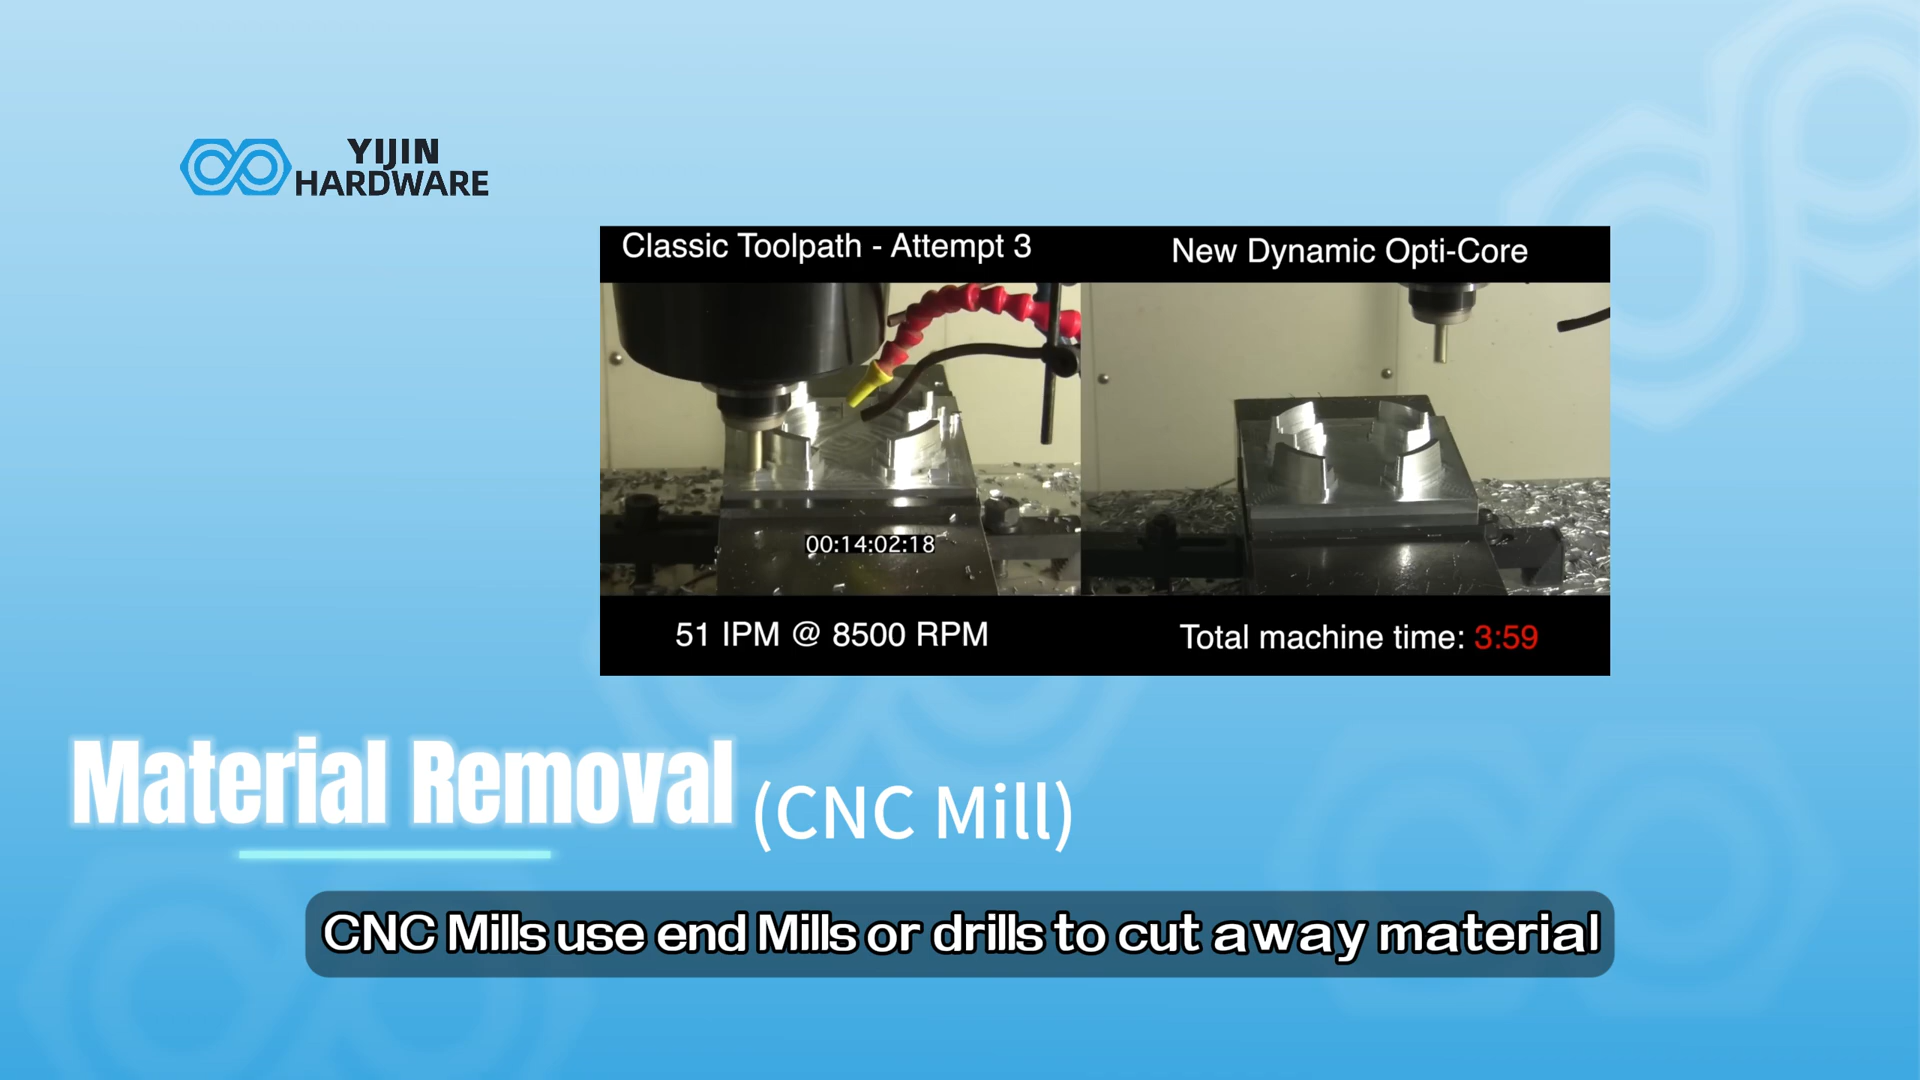 YIJIN
HARDWARE
Classic Toolpath - Attempt 3
New Dynamic Opti-Core
00:14:02:18
51 IPM @ 8500 RPM
Total machine time: 3:59
Material Removal (CNC Mill)
CNC Mills use end Mills or drills to cut away material